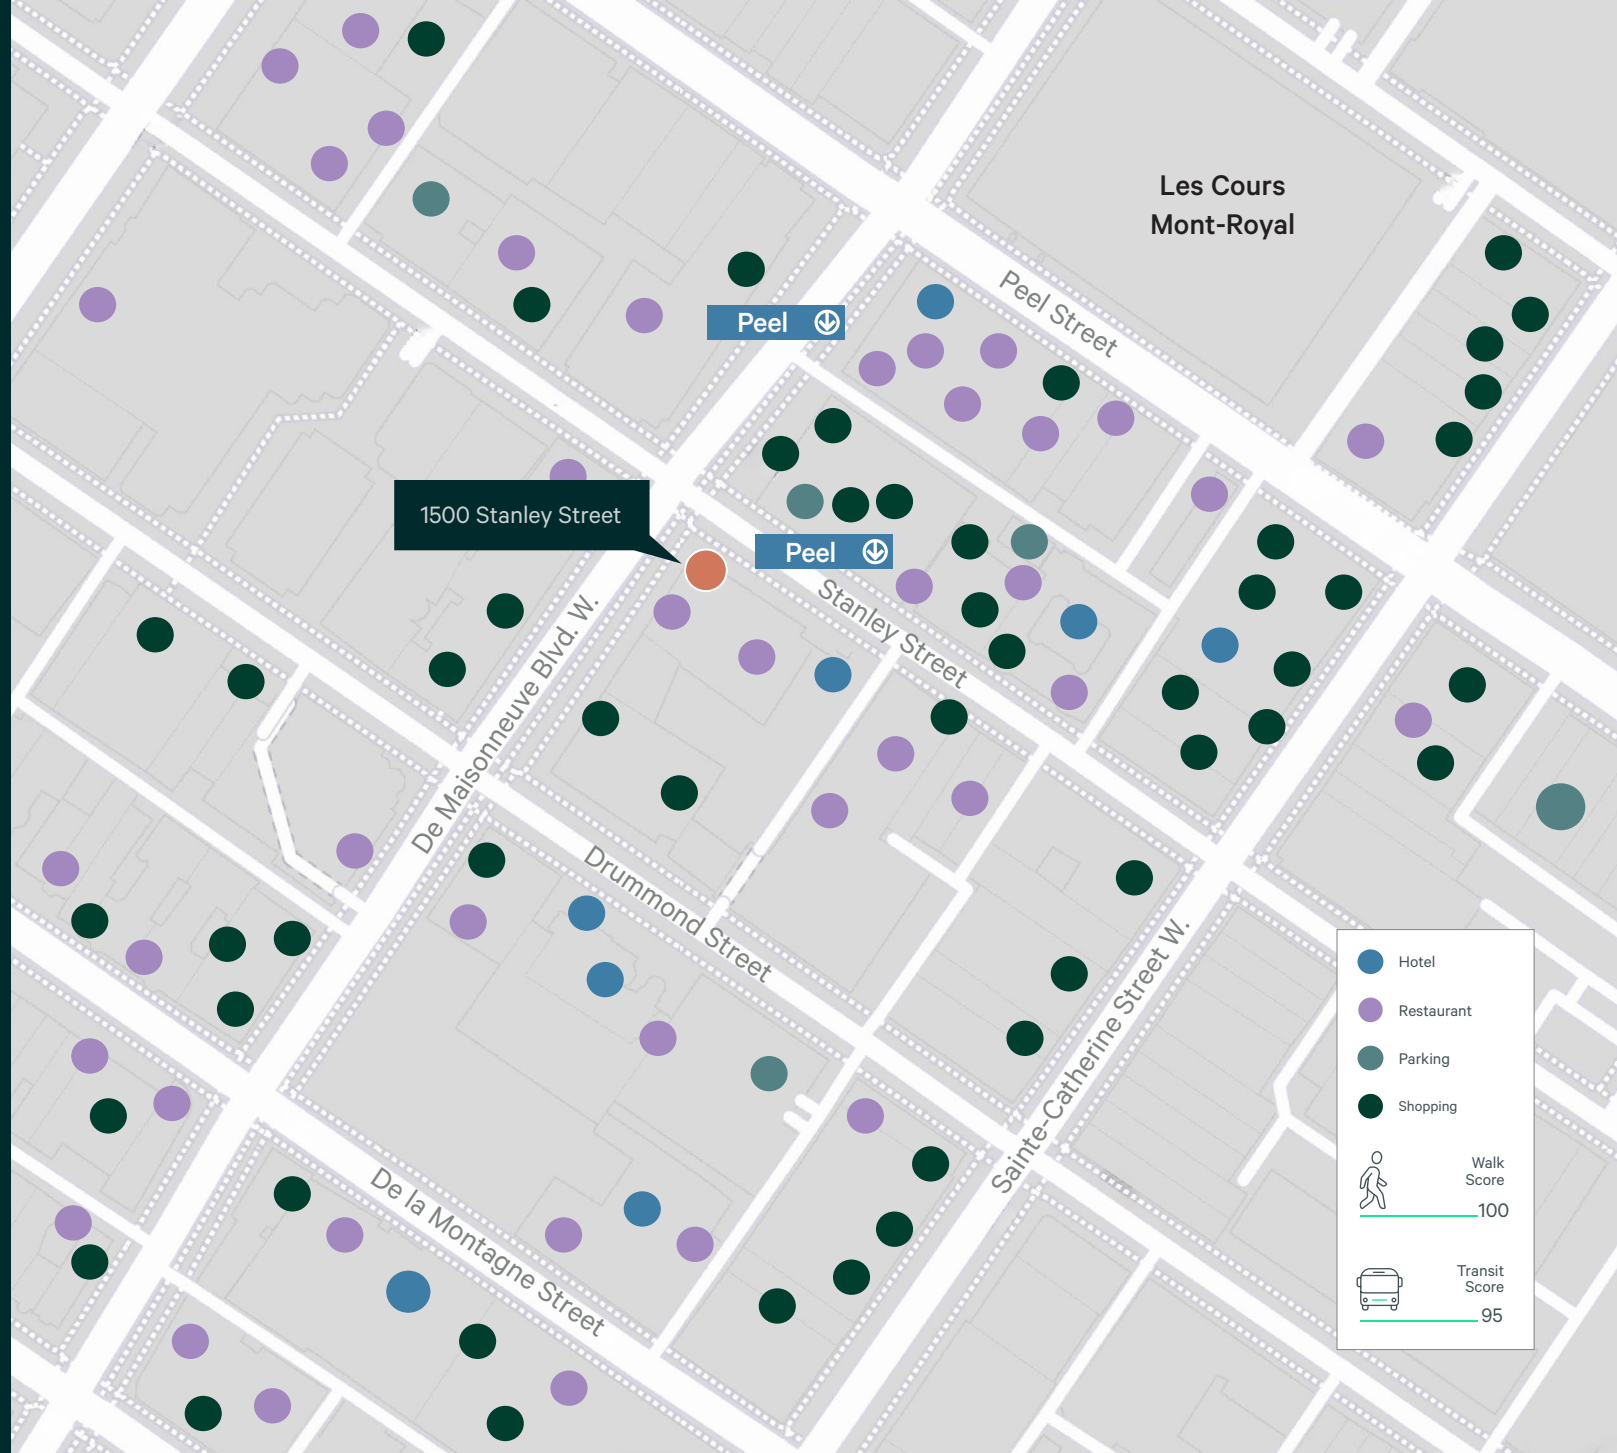 Les Cours
Mont-Royal
Peel Street
Peel
1500 Stanley Street
Peel
Stanley Street
De Maisonneuve Blvd. W.
Drummond Street
Sainte-Catherine Street W.
De la Montagne Street
Hotel
Restaurant
Parking
Shopping
Walk
Score
100
Transit
Score
95